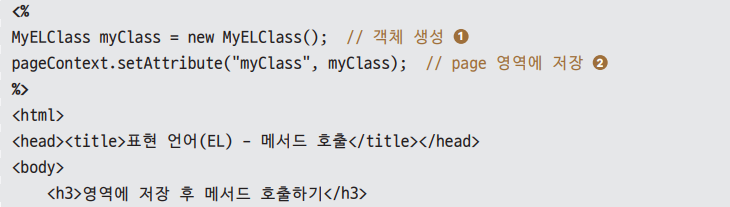 <%
MyELClass myClass = new MyELClass();  // 객체 생성 ❶
pageContext.setAttribute("myClass", myClass);  // page 영역에 저장 ❷
%>
<html>
<head><title>표현 언어(EL) - 메서드 호출</title></head>
<body>
    <h3>영역에 저장 후 메서드 호출하기</h3>